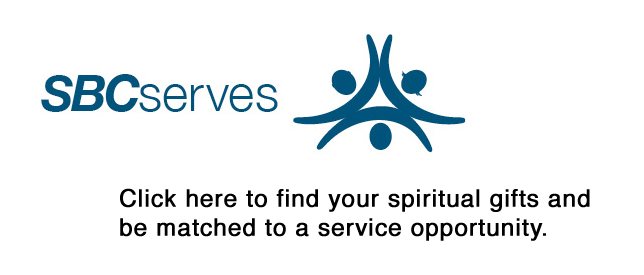 SBCserves
Click here to find your spiritual gifts and
be matched to a service opportunity.